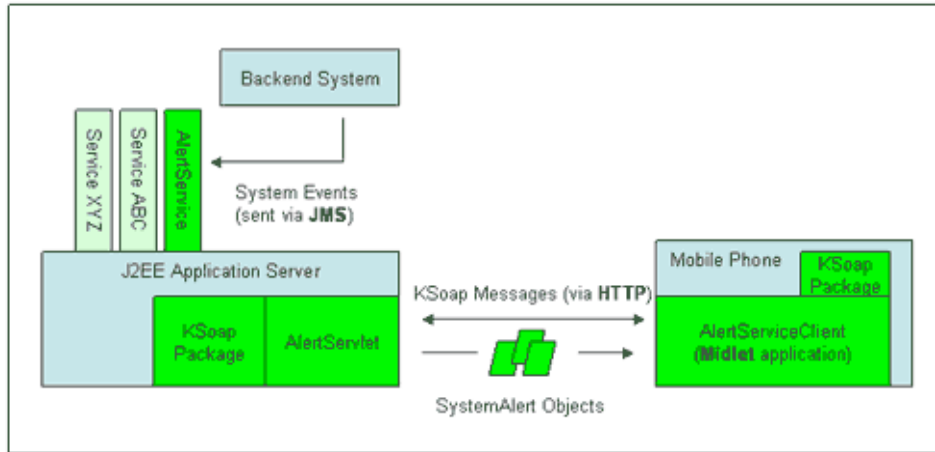 Backend System
Service XYZ
Service ABC
AlertService
System Events
(sent via JMS)
J2EE Application Server
KSoap
Package
AlertServlet
KSoap Messages (via HTTP)
SystemAlert Objects
Mobile Phone
KSoap
Package
AlertServiceClient
(Midlet application)